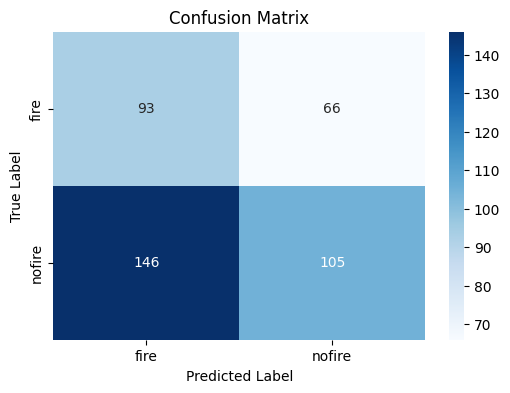 Confusion Matrix
True Label
fire
93
66
nofire
146
105
fire
nofire
Predicted Label
140
130
120
110
100
90
80
70